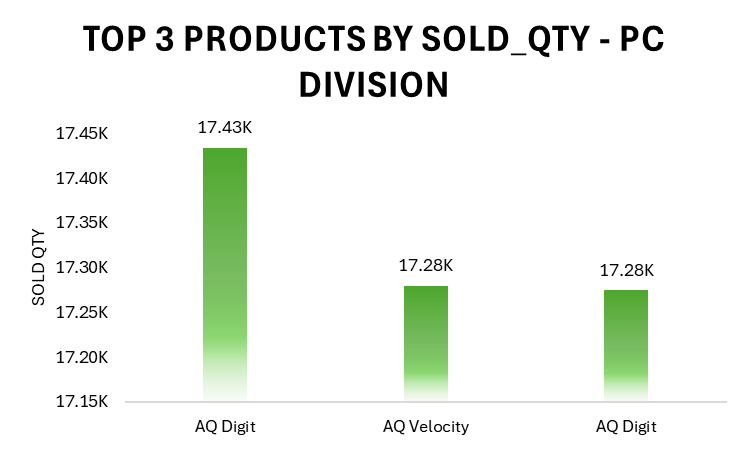 TOP 3 PRODUCTS BY SOLD_QTY - PC
DIVISION
17.45K
17.40K
17.35K
17.30K
17.25K
17.20K
17.15K
SOLD QTY
17.43K
17.28K
17.28K
AQ Digit
AQ Velocity
AQ Digit